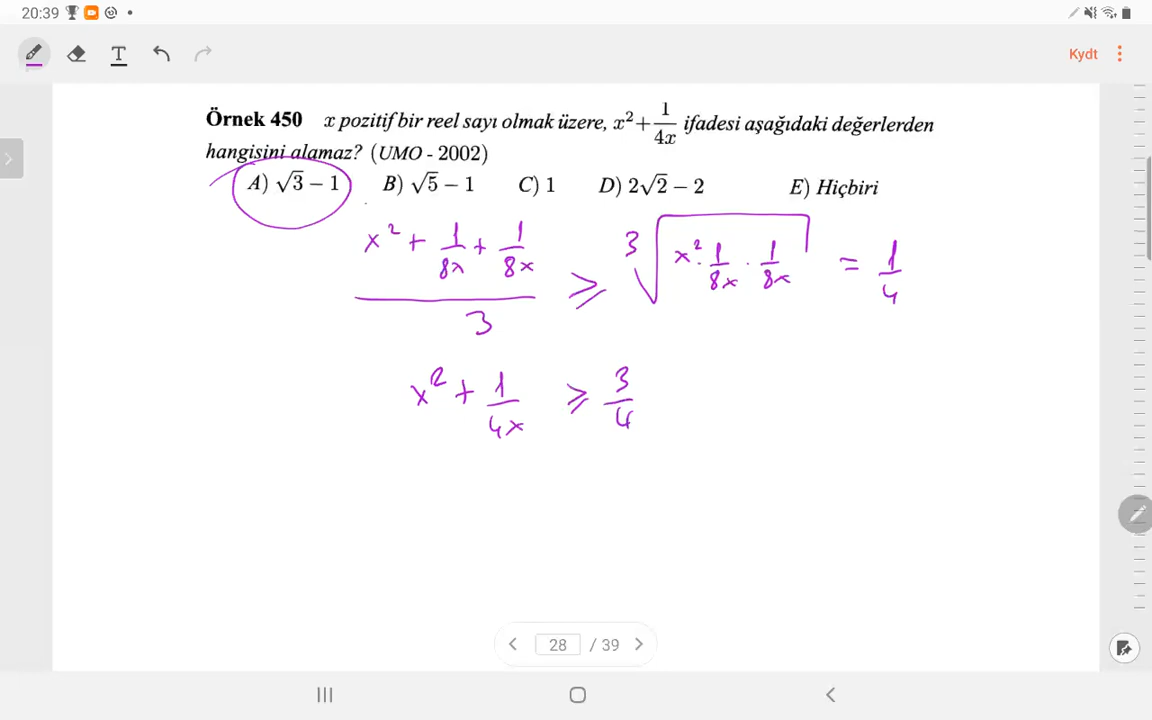 20:39
Kydt
Örnek 450 x pozitif bir reel sayı olmak üzere, x² + 1/4x ifadesi aşağıdaki değerlerden
hangisini alamaz? (UMO - 2002)
A) √3 − 1 B) √5 − 1 C) 1 D) 2√2 − 2 E) Hiçbiri
(x² + 1/8x + 1/8x)/3 ≥ ³√(x² · 1/8x · 1/8x) = 1/4
x² + 1/4x ≥ 3/4
28 / 39